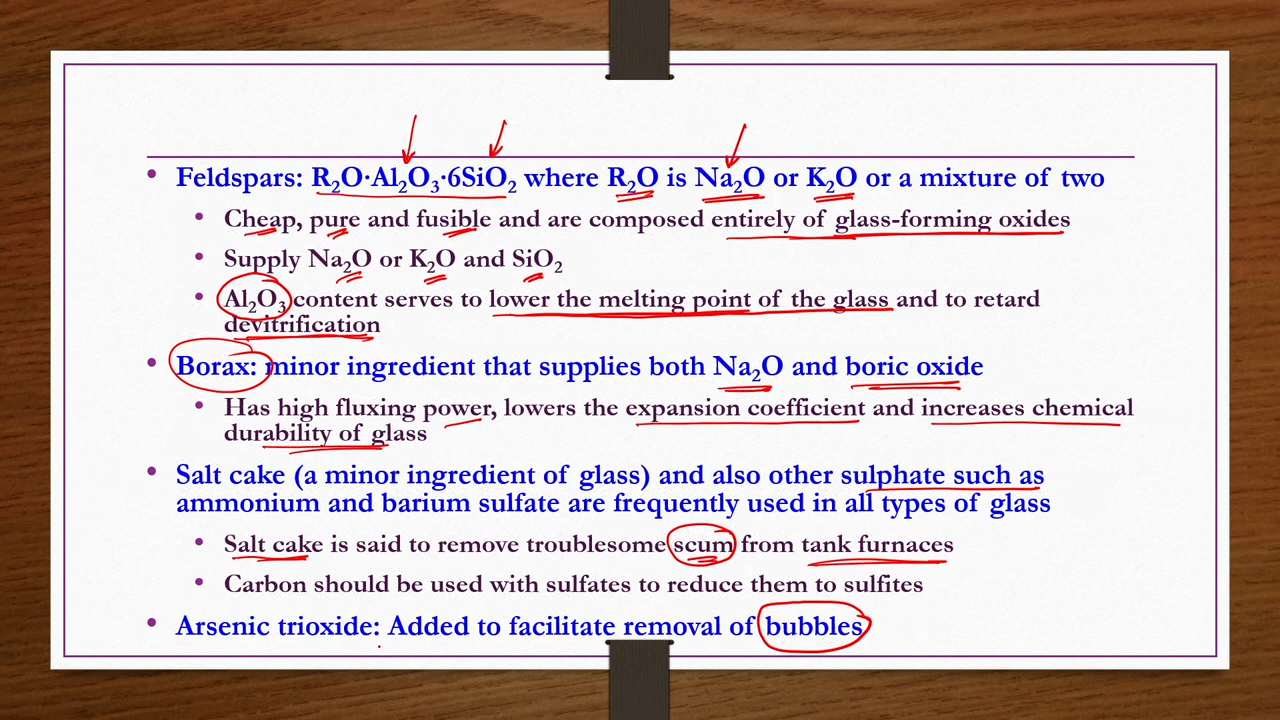 • Feldspars: R₂O·Al₂O₃·6SiO₂ where R₂O is Na₂O or K₂O or a mixture of two
• Cheap, pure and fusible and are composed entirely of glass-forming oxides
• Supply Na₂O or K₂O and SiO₂
• Al₂O₃ content serves to lower the melting point of the glass and to retard
devitrification
• Borax: minor ingredient that supplies both Na₂O and boric oxide
• Has high fluxing power, lowers the expansion coefficient and increases chemical
durability of glass
• Salt cake (a minor ingredient of glass) and also other sulphate such as
ammonium and barium sulfate are frequently used in all types of glass
• Salt cake is said to remove troublesome scum from tank furnaces
• Carbon should be used with sulfates to reduce them to sulfites
• Arsenic trioxide: Added to facilitate removal of bubbles